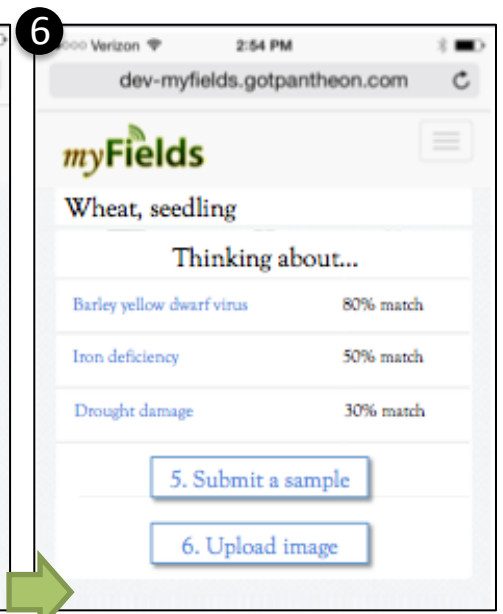 6
Verizon 2:54 PM
dev-myfields.gotpantheon.com
myFields
Wheat, seedling
Thinking about...
Barley yellow dwarf virus 80% match
Iron deficiency 50% match
Drought damage 30% match
5. Submit a sample
6. Upload image